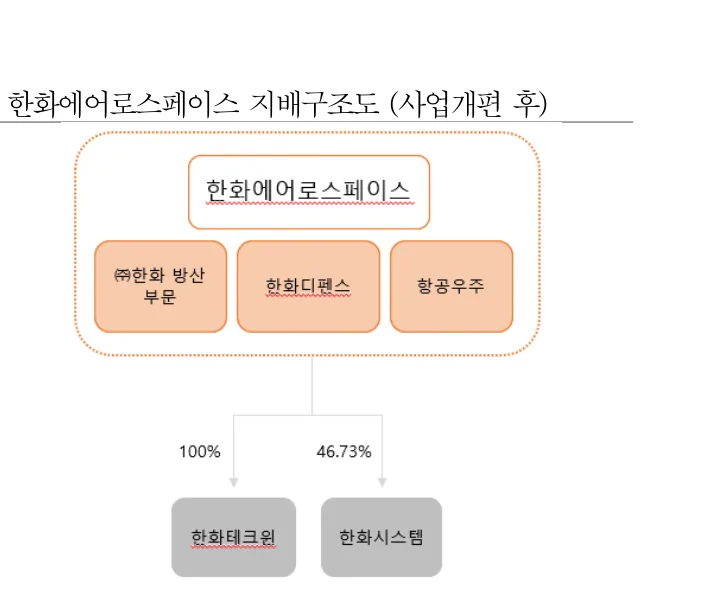 한화에어로스페이스 지배구조도 (사업개편 후)
한화에어로스페이스
㈜한화 방산
부문
한화디펜스
항공우주
100%
46.73%
한화테크윈
한화시스템